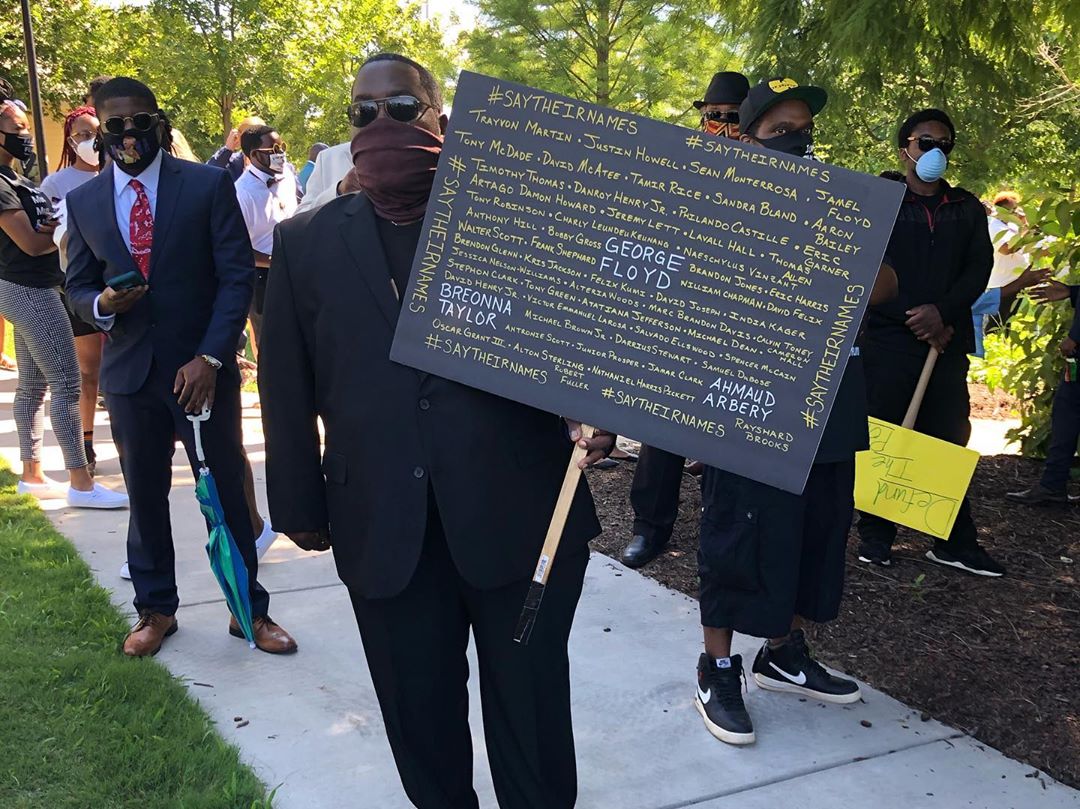 #SAYTHEIRNAMES #SAYTHEIRNAMES
TRAYVON MARTIN · JUSTIN HOWELL · SEAN MONTERROSA · JAMEL FLOYD
TONY MCDADE · DAVID MCATEE · TAMIR RICE · SANDRA BLAND · AARON BAILEY
#SAYTHEIRNAMES
TIMOTHY THOMAS · DANROY HENRY JR. · PHILANDO CASTILLE · ERIC GARNER
ARTAGO DAMON HOWARD · JEREMY LETT · LAVALL HALL · THOMAS ALLEN
TONY ROBINSON · CHARLY LEUNDEU KEUNANG · NAESCHYLUS VINZANT
ANTHONY HILL · BOBBY GROSS GEORGE FLOYD BRANDON JONES · ERIC HARRIS
WALTER SCOTT · FRANK SHEPHARD WILLIAM CHAPMAN · DAVID FELIX
BRENDON GLENN · KRIS JACKSON · FELIX KUMI · DAVID JOSEPH · INDIA KAGER
JESSICA NELSON-WILLIAMS · ALTERIA WOODS · MARC BRANDON DAVIS · CALVIN TONEY
STEPHON CLARK · TONY GREEN · ATATIANA JEFFERSON · MICHAEL DEAN · CAMERON HALL
DAVID HENRY JR. · VICTOR EMMANUEL LAROSA · SALVADO ELLSWOOD · SPENCER MCCAIN
BREONNA TAYLOR MICHAEL BROWN JR. · DARRIUS STEWART · SAMUEL DUBOSE
ANTRONIE SCOTT · JUNIOR PROSPER · JAMAR CLARK
OSCAR GRANT III · ALTON STERLING · NATHANIEL HARRIS PICKETT AHMAUD ARBERY
ROBERT FULLER
RAYSHARD BROOKS
#SAYTHEIRNAMES #SAYTHEIRNAMES
#SAYTHEIRNAMES
Defund
The